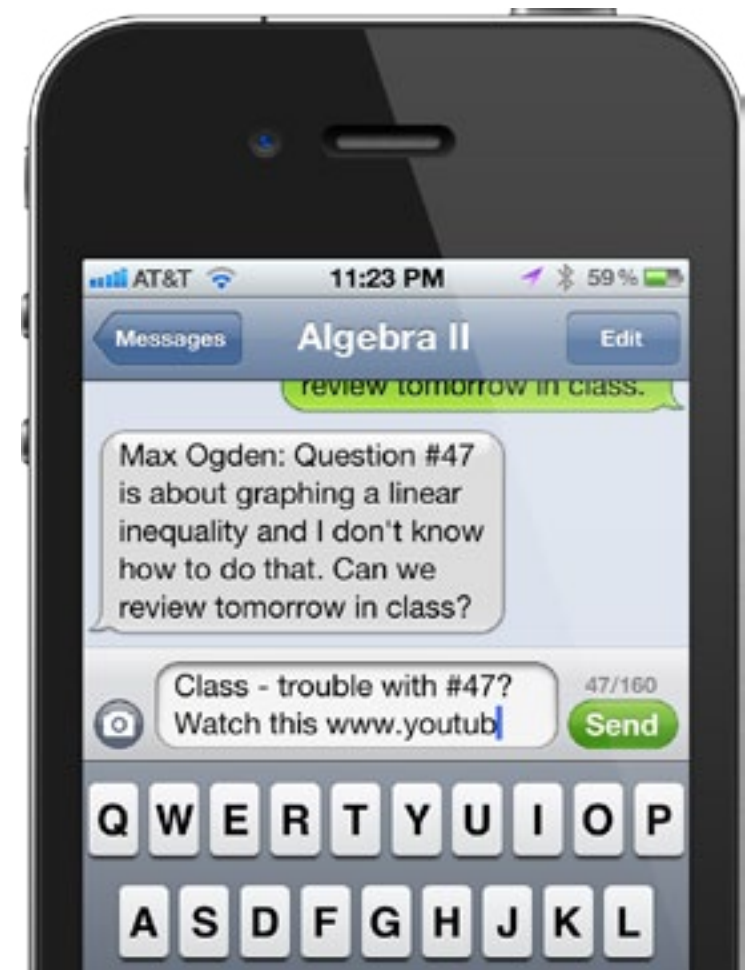 AT&T 11:23 PM 59%
Messages Algebra II Edit
review tomorrow in class.
Max Ogden: Question #47
is about graphing a linear
inequality and I don't know
how to do that. Can we
review tomorrow in class?
Class - trouble with #47? 47/160
Watch this www.youtub Send
Q W E R T Y U I O P
A S D F G H J K L